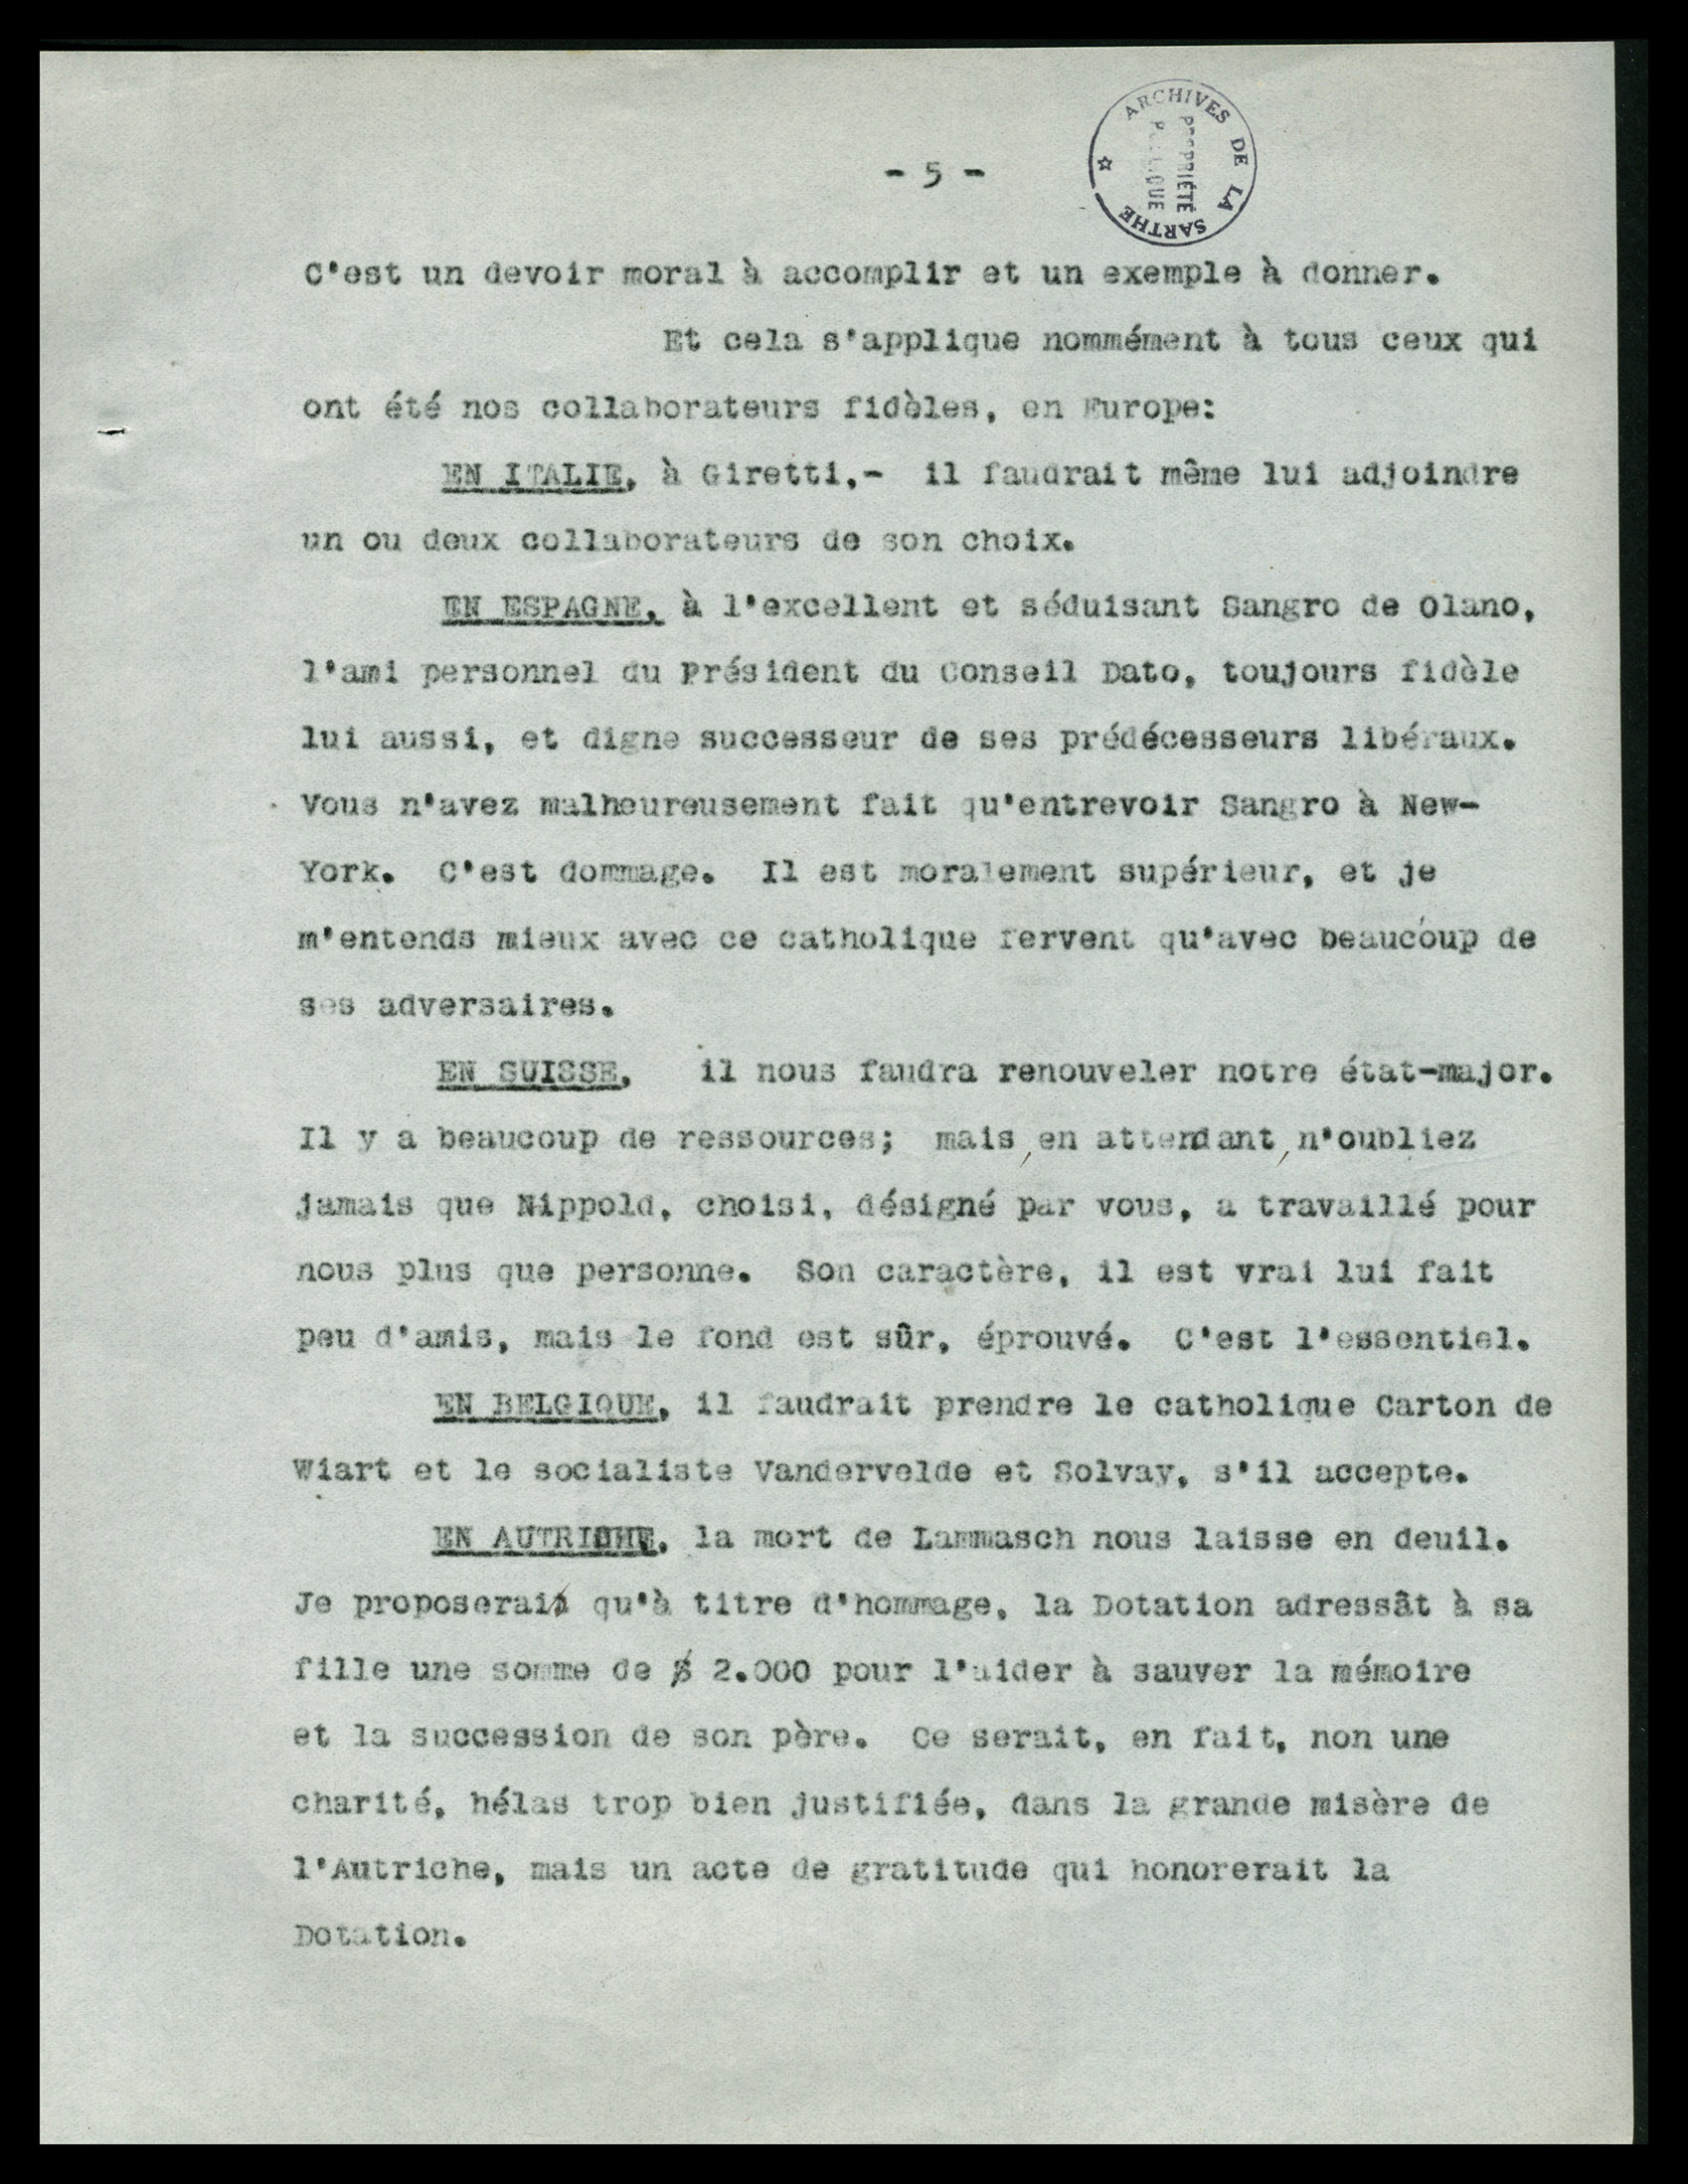 - 5 -
ARCHIVES DE LA SARTHE
PROPRIÉTÉ
C'est un devoir moral à accomplir et un exemple à donner.
Et cela s'applique nommément à tous ceux qui
ont été nos collaborateurs fidèles, en Europe:
EN ITALIE, à Giretti,- il faudrait même lui adjoindre
un ou deux collaborateurs de son choix.
EN ESPAGNE, à l'excellent et séduisant Sangro de Olano,
l'ami personnel du Président du Conseil Dato, toujours fidèle
lui aussi, et digne successeur de ses prédécesseurs libéraux.
Vous n'avez malheureusement fait qu'entrevoir Sangro à New-
York. C'est dommage. Il est moralement supérieur, et je
m'entends mieux avec ce catholique fervent qu'avec beaucoup de
ses adversaires.
EN SUISSE, il nous faudra renouveler notre état-major.
Il y a beaucoup de ressources; mais, en attendant, n'oubliez
jamais que Nippold, choisi, désigné par vous, a travaillé pour
nous plus que personne. Son caractère, il est vrai lui fait
peu d'amis, mais le fond est sûr, éprouvé. C'est l'essentiel.
EN BELGIQUE, il faudrait prendre le catholique Carton de
Wiart et le socialiste Vandervelde et Solvay, s'il accepte.
EN AUTRICHE, la mort de Lammasch nous laisse en deuil.
Je proposerai qu'à titre d'hommage, la Dotation adressât à sa
fille une somme de $ 2.000 pour l'aider à sauver la mémoire
et la succession de son père. Ce serait, en fait, non une
charité, hélas trop bien justifiée, dans la grande misère de
l'Autriche, mais un acte de gratitude qui honorerait la
Dotation.